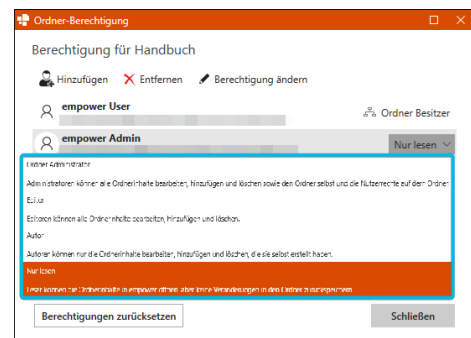 Ordner-Berechtigung
Berechtigung für Handbuch
Hinzufügen Entfernen Berechtigung ändern
empower User
Ordner Besitzer
empower Admin
Nur lesen
Ordner Administrator
Administratoren können alle Ordnerinhalte bearbeiten, hinzufügen und löschen sowie den Ordner selbst und die Nutzerrechte auf dem Ordner
Editor
Editoren können alle Ordnerinhalte bearbeiten, hinzufügen und löschen.
Autor
Autoren können nur die Ordnerinhalte bearbeiten, hinzufügen und löschen, die sie selbst erstellt haben.
Nur lesen
Leser können die Ordnerinhalte in empower öffnen aber keine Veränderungen in den Ordner zurückspeichern
Berechtigungen zurücksetzen
Schließen